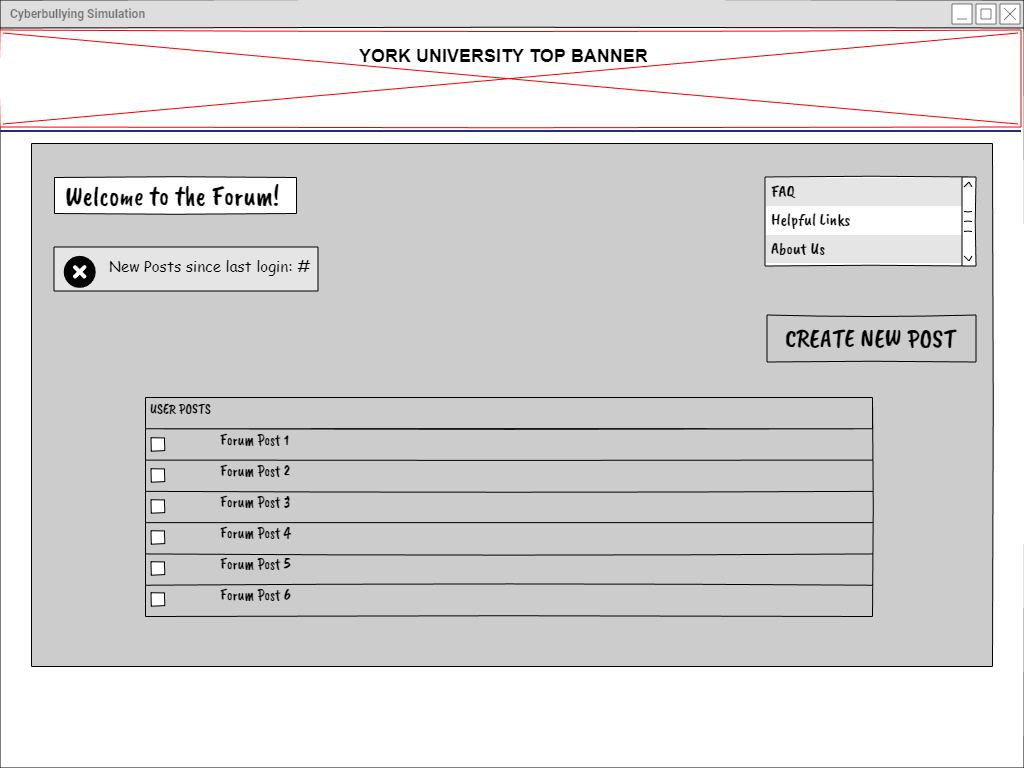 Cyberbullying Simulation
YORK UNIVERSITY TOP BANNER
Welcome to the Forum!
New Posts since last login: #
FAQ
Helpful Links
About Us
CREATE NEW POST
USER POSTS
Forum Post 1
Forum Post 2
Forum Post 3
Forum Post 4
Forum Post 5
Forum Post 6